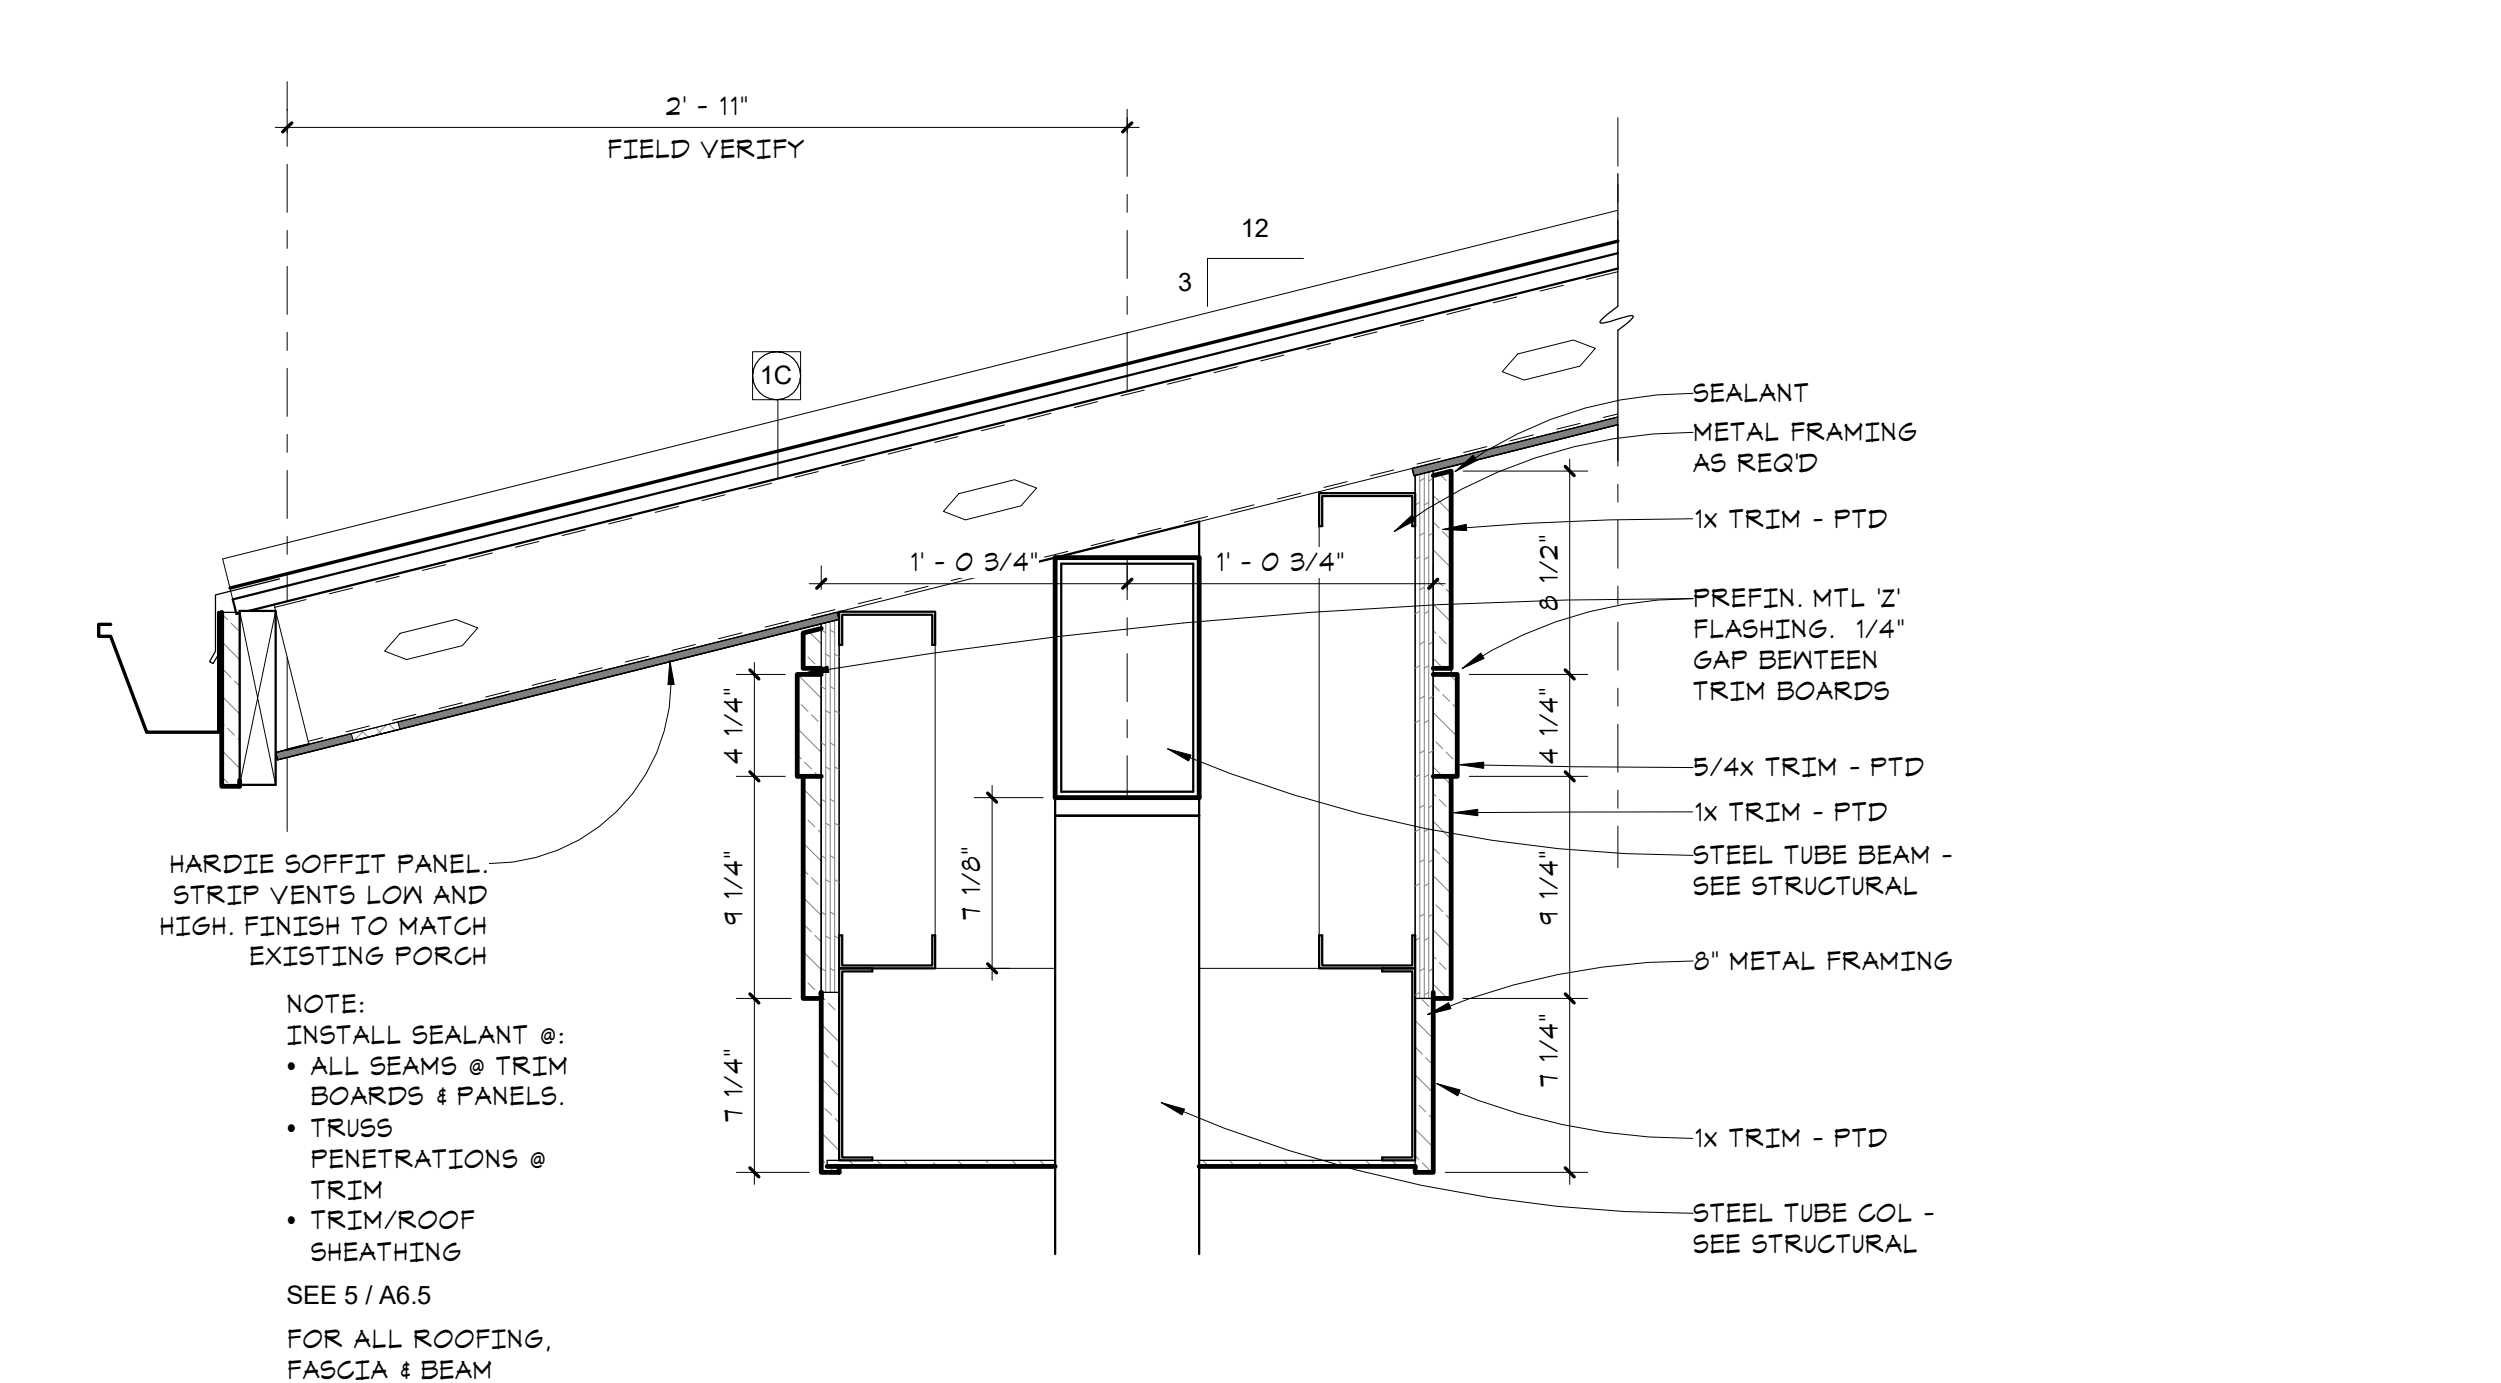 2' - 11"
FIELD VERIFY
12
3
1C
SEALANT
METAL FRAMING
AS REQ'D
1x TRIM - PTD
1' - 0 3/4"
1' - 0 3/4"
8 1/2"
PREFIN. MTL 'Z'
FLASHING.  1/4"
GAP BEWTEEN
TRIM BOARDS
4 1/4"
4 1/4"
5/4x TRIM - PTD
1x TRIM - PTD
STEEL TUBE BEAM -
SEE STRUCTURAL
HARDIE SOFFIT PANEL.
STRIP VENTS LOW AND
HIGH. FINISH TO MATCH
EXISTING PORCH
9 1/4"
7 1/8"
9 1/4"
8" METAL FRAMING
NOTE:
INSTALL SEALANT @:
• ALL SEAMS @ TRIM
BOARDS & PANELS.
• TRUSS
PENETRATIONS @
TRIM
• TRIM/ROOF
SHEATHING
7 1/4"
7 1/4"
1x TRIM - PTD
STEEL TUBE COL -
SEE STRUCTURAL
SEE 5 / A6.5
FOR ALL ROOFING,
FASCIA & BEAM